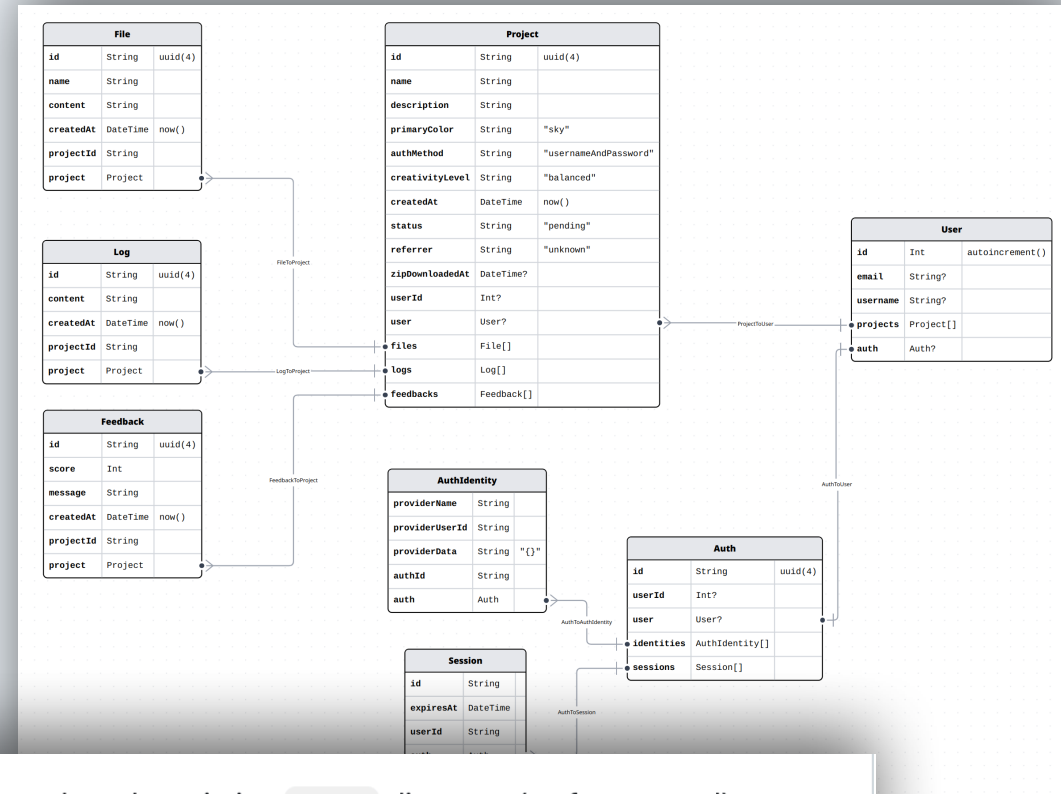 File
id String uuid(4)
name String
content String
createdAt DateTime now()
projectId String
project Project
Project
id String uuid(4)
name String
description String
primaryColor String "sky"
authMethod String "usernameAndPassword"
creativityLevel String "balanced"
createdAt DateTime now()
status String "pending"
referrer String "unknown"
zipDownloadedAt DateTime?
userId Int?
user User?
files File[]
logs Log[]
feedbacks Feedback[]
User
id Int autoincrement()
email String?
username String?
projects Project[]
auth Auth?
Log
id String uuid(4)
content String
createdAt DateTime now()
projectId String
project Project
Feedback
id String uuid(4)
score Int
message String
createdAt DateTime now()
projectId String
project Project
FileToProject
LogToProject
FeedbackToProject
ProjectToUser
AuthToUser
AuthIdentity
providerName String
providerUserId String
providerData String "{}"
authId String
auth Auth
AuthToAuthIdentity
Auth
id String uuid(4)
userId Int?
user User?
identities AuthIdentity[]
sessions Session[]
Session
id String
expiresAt DateTime
userId String
AuthToSession